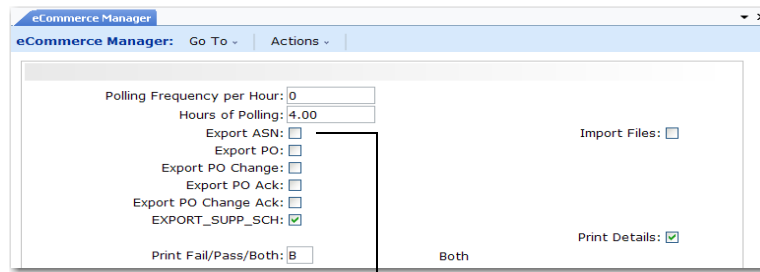 eCommerce Manager
eCommerce Manager: Go To Actions
Polling Frequency per Hour: 0
Hours of Polling: 4.00
Export ASN: Import Files:
Export PO:
Export PO Change:
Export PO Ack:
Export PO Change Ack:
EXPORT_SUPP_SCH:
Print Details:
Print Fail/Pass/Both: B Both